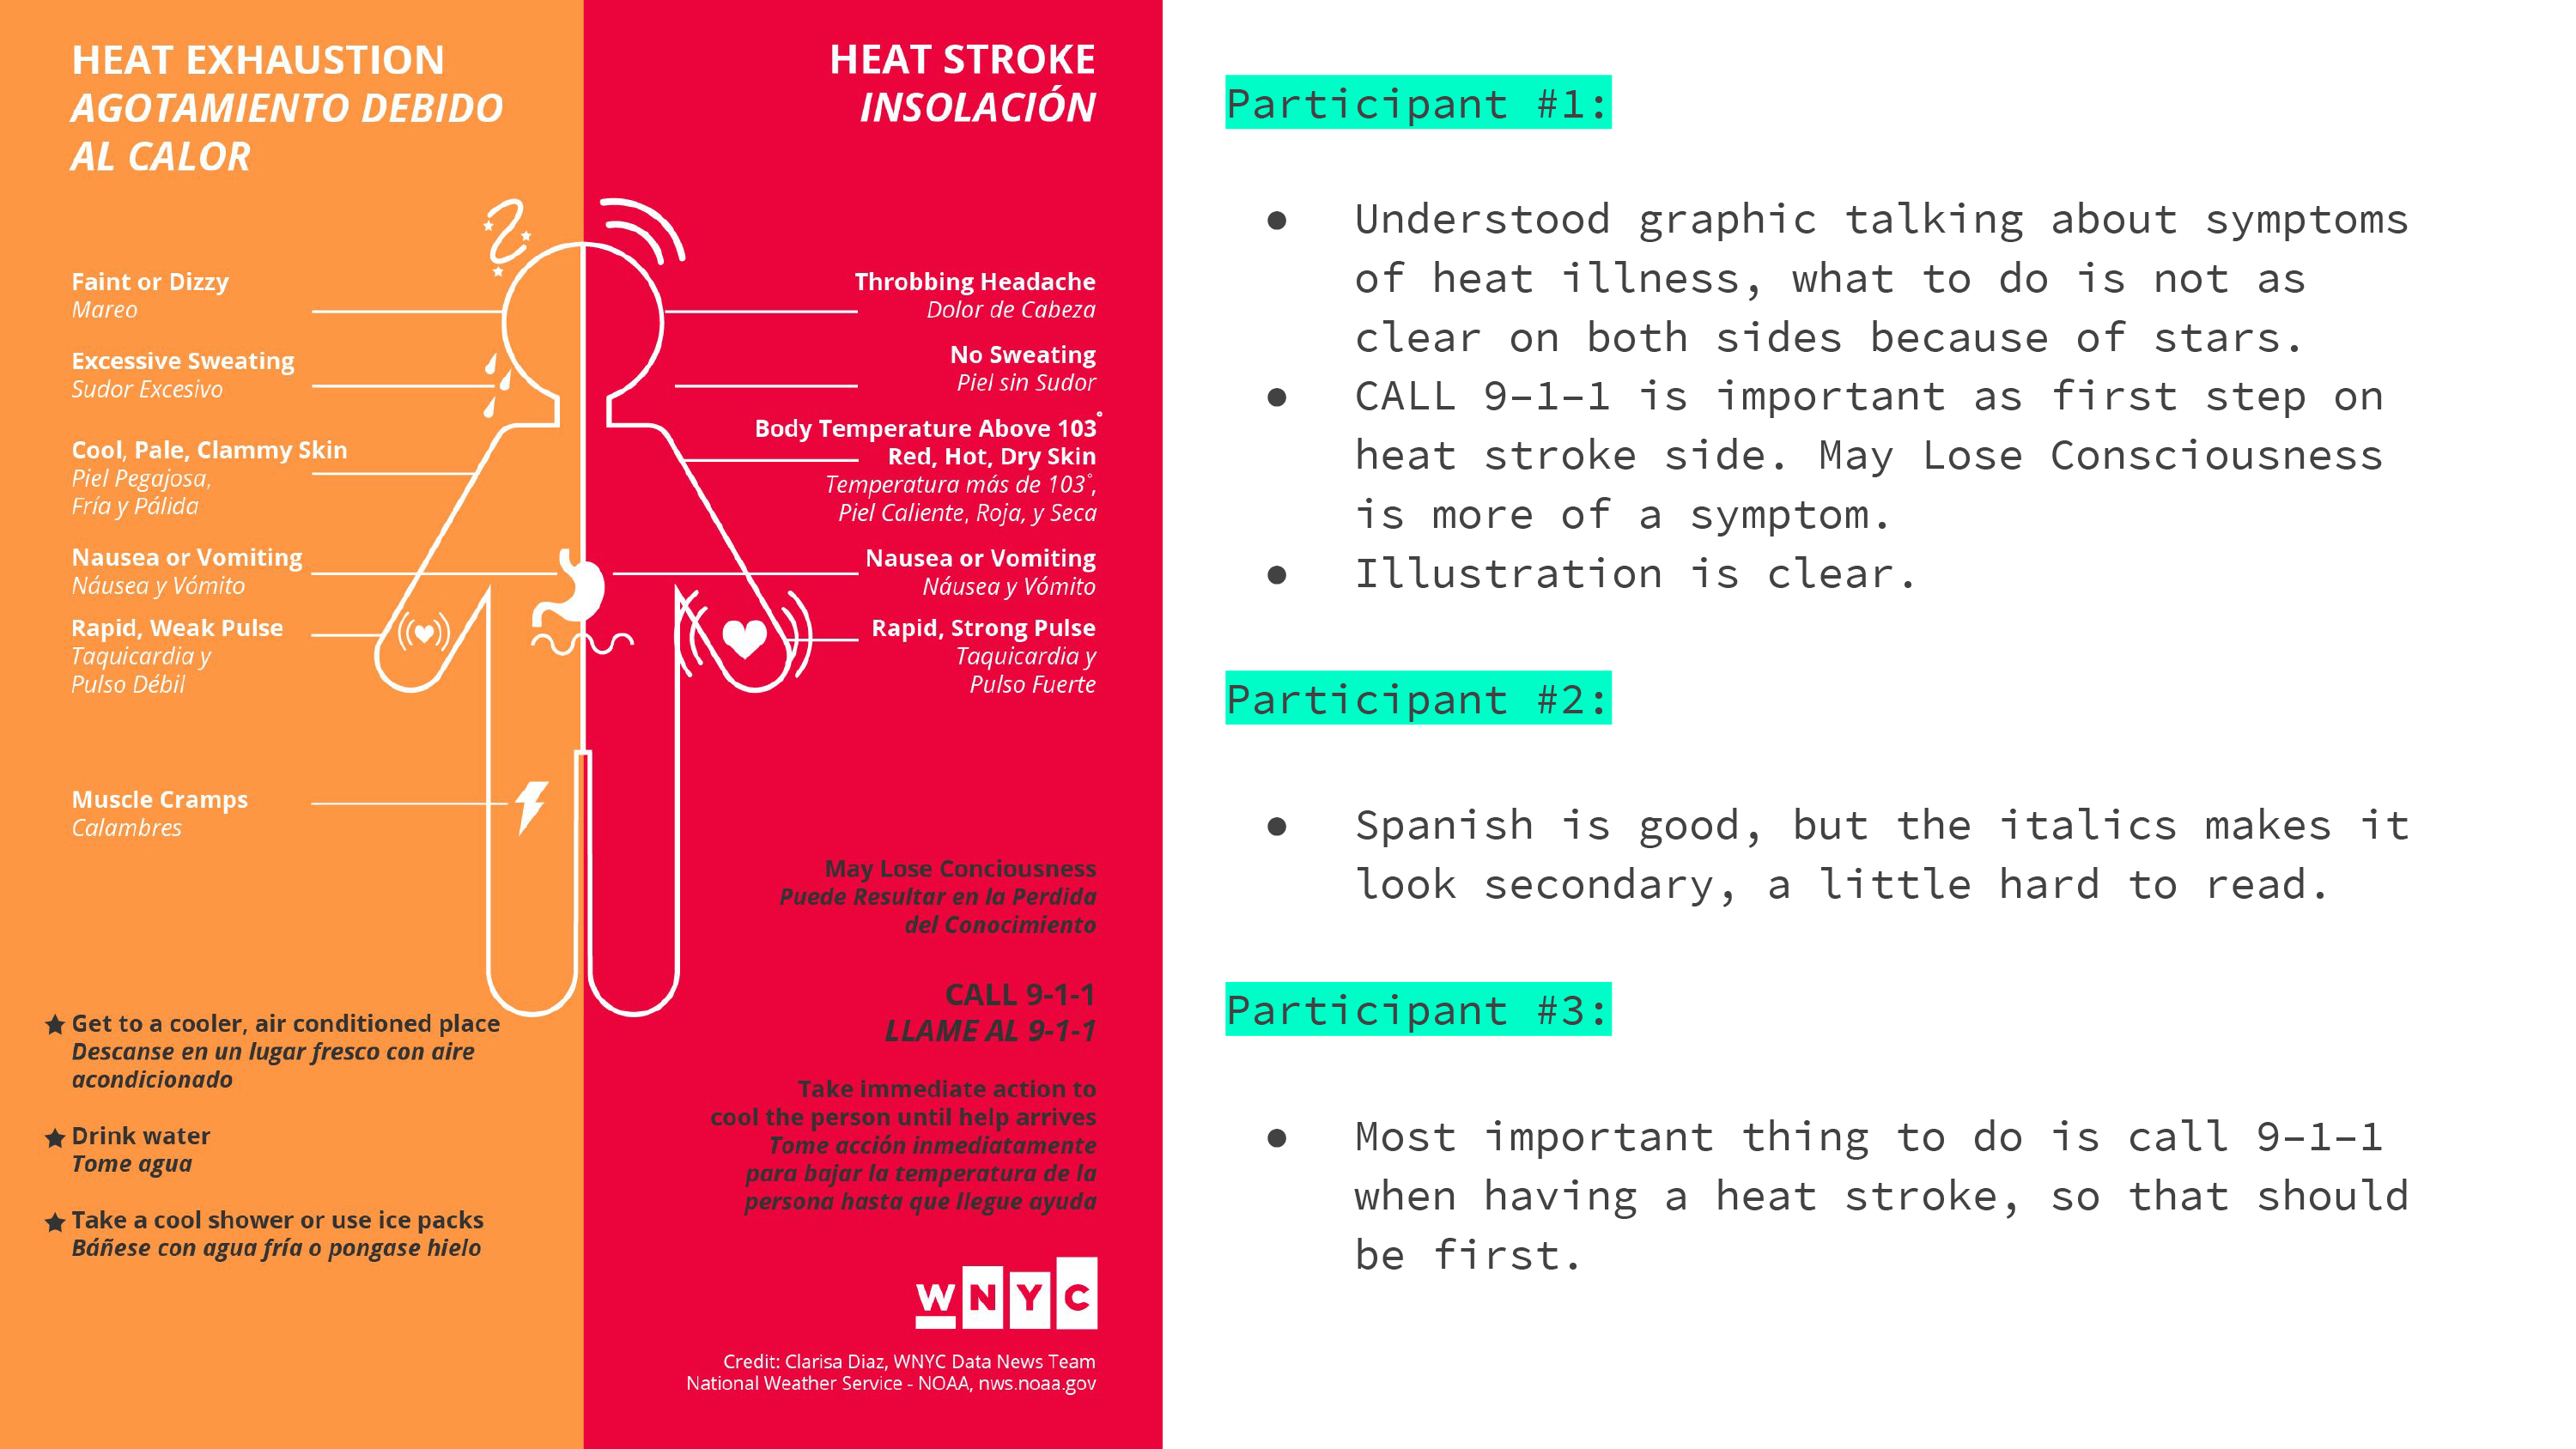 HEAT EXHAUSTION
AGOTAMIENTO DEBIDO
AL CALOR
Faint or Dizzy
Mareo
Excessive Sweating
Sudor Excesivo
Cool, Pale, Clammy Skin
Piel Pegajosa,
Fría y Pálida
Nausea or Vomiting
Náusea y Vómito
Rapid, Weak Pulse
Taquicardia y
Pulso Débil
Muscle Cramps
Calambres
★ Get to a cooler, air conditioned place
Descanse en un lugar fresco con aire
acondicionado
★ Drink water
Tome agua
★ Take a cool shower or use ice packs
Báñese con agua fría o pongase hielo
HEAT STROKE
INSOLACIÓN
Throbbing Headache
Dolor de Cabeza
No Sweating
Piel sin Sudor
Body Temperature Above 103°
Red, Hot, Dry Skin
Temperatura más de 103°,
Piel Caliente, Roja, y Seca
Nausea or Vomiting
Náusea y Vómito
Rapid, Strong Pulse
Taquicardia y
Pulso Fuerte
May Lose Conciousness
Puede Resultar en la Perdida
del Conocimiento
CALL 9-1-1
LLAME AL 9-1-1
Take immediate action to
cool the person until help arrives
Tome acción inmediatamente
para bajar la temperatura de la
persona hasta que llegue ayuda
WNYC
Credit: Clarisa Diaz, WNYC Data News Team
National Weather Service - NOAA, nws.noaa.gov
Participant #1:
● Understood graphic talking about symptoms
of heat illness, what to do is not as
clear on both sides because of stars.
● CALL 9-1-1 is important as first step on
heat stroke side. May Lose Consciousness
is more of a symptom.
● Illustration is clear.
Participant #2:
● Spanish is good, but the italics makes it
look secondary, a little hard to read.
Participant #3:
● Most important thing to do is call 9-1-1
when having a heat stroke, so that should
be first.